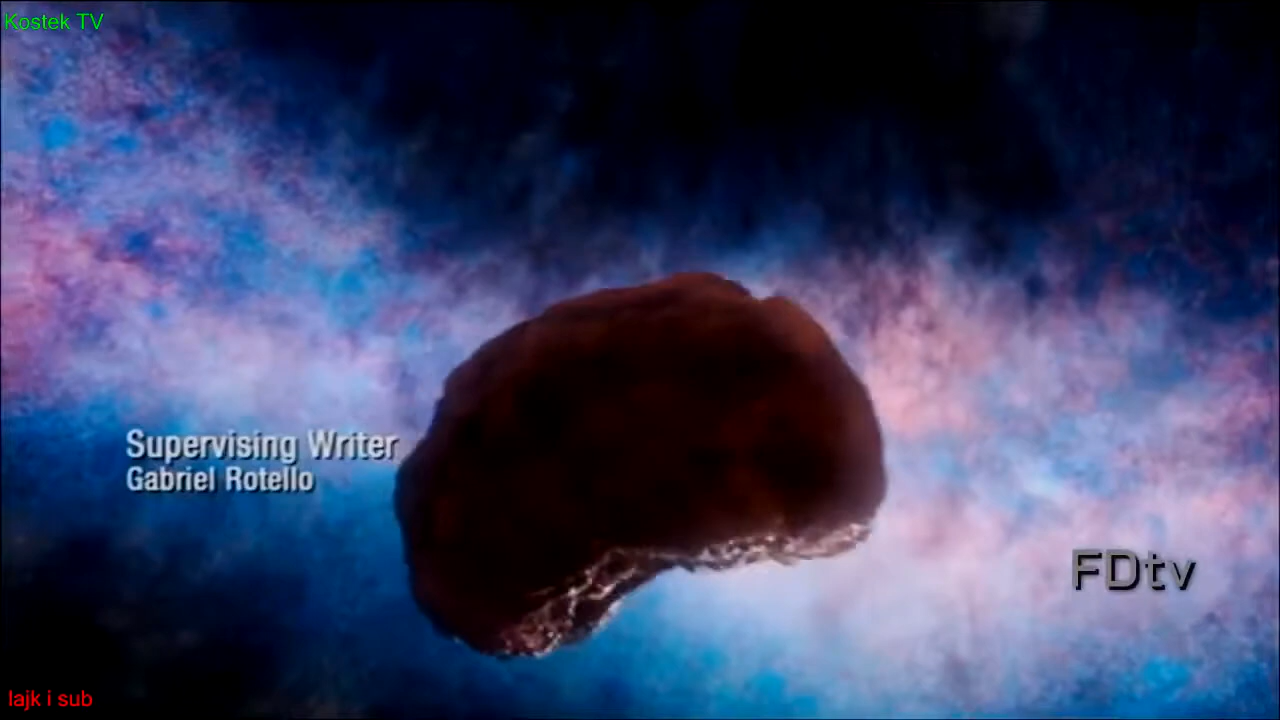 Kostek TV
Supervising Writer
Gabriel Rotello
FDtv
lajk i sub